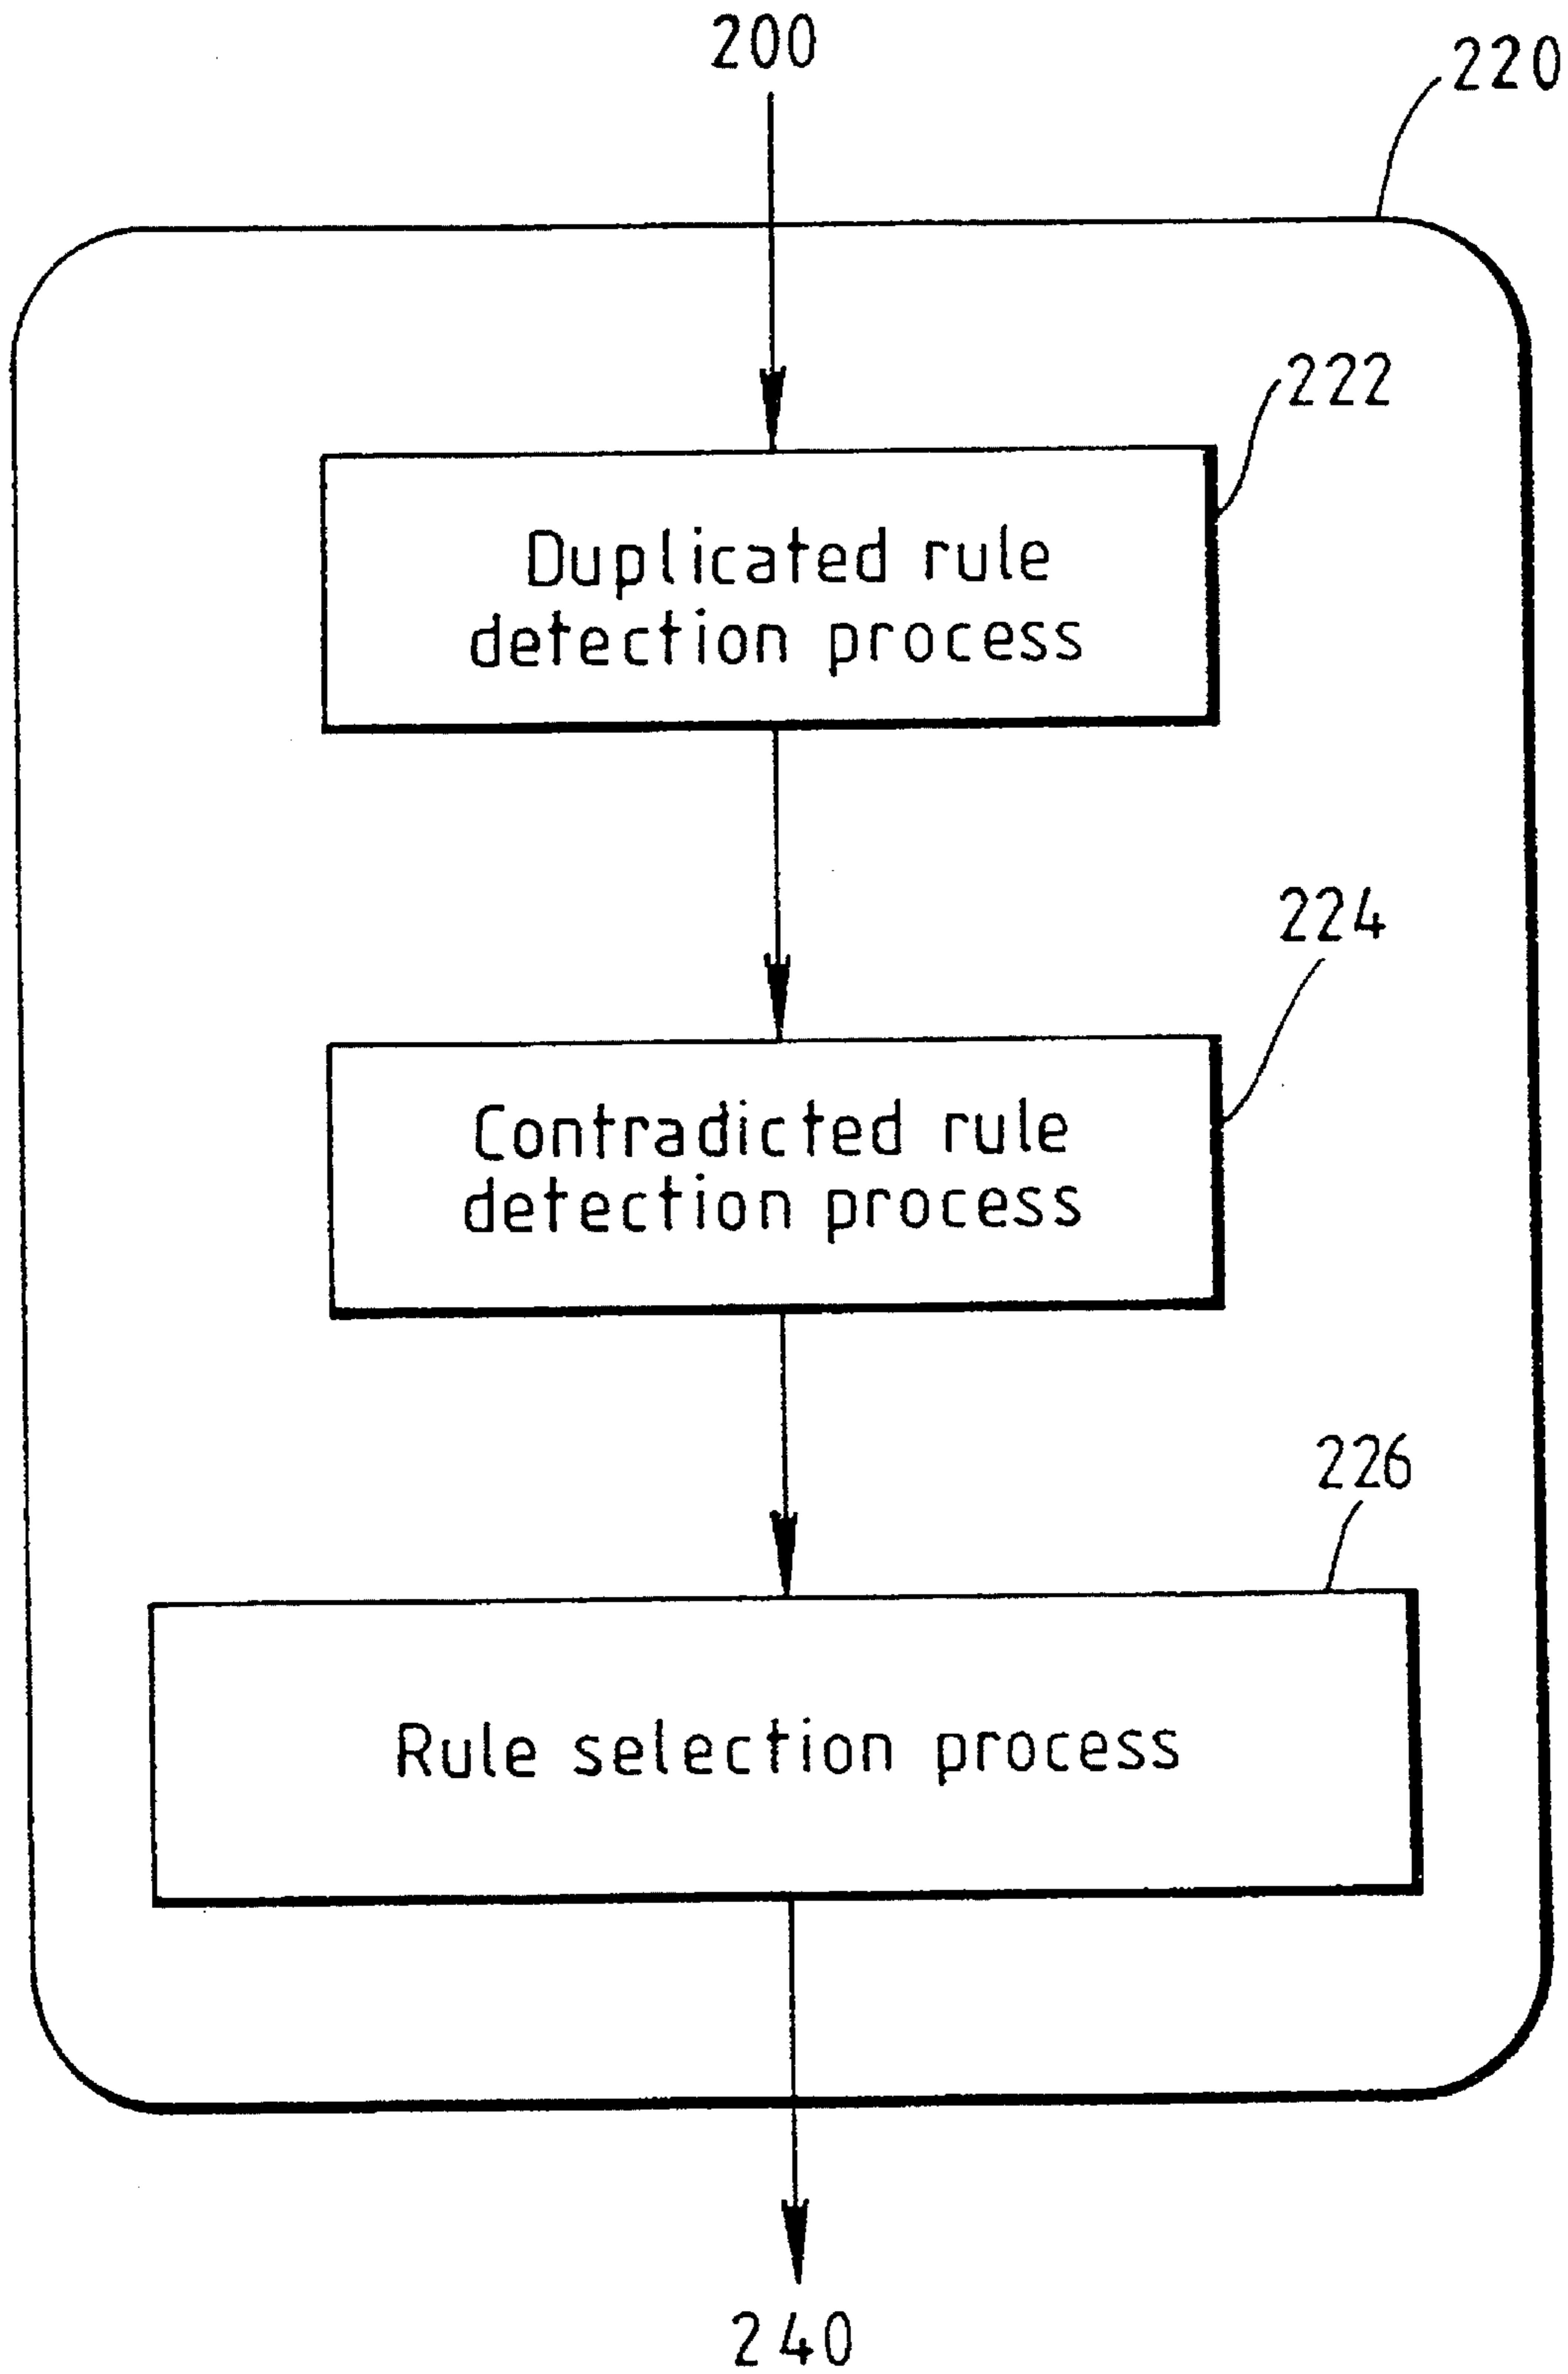 200
220
222
Duplicated rule
detection process
224
Contradicted rule
detection process
226
Rule selection process
240